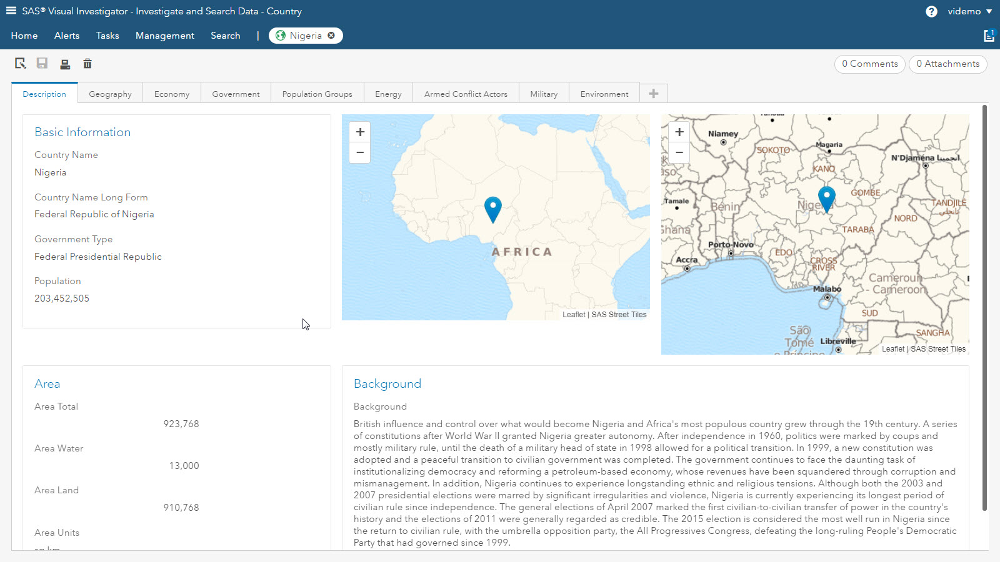 SAS® Visual Investigator - Investigate and Search Data - Country
? videmo
Home Alerts Tasks Management Search | Nigeria
1
0 Comments 0 Attachments
Description Geography Economy Government Population Groups Energy Armed Conflict Actors Military Environment +
Basic Information
Country Name
Nigeria
Country Name Long Form
Federal Republic of Nigeria
Government Type
Federal Presidential Republic
Population
203,452,505
+
−
AFRICA
Leaflet | SAS Street Tiles
+
−
Niamey
Magaria
SOKOTO
N'Djaména انجمينا
KANO
GOMBE
Tamale
Bénin
Nigeria
TANDJILE
تانجلي
NORD
Ghana
TARABA
Porto-Novo
EDO
Accra
CROSS
RIVER
Cameroun
- Cameroon
Malabo
SUD
São
Tomé
SANGHA
Libreville
e Príncipe
Leaflet | SAS Street Tiles
Area
Area Total
923,768
Area Water
13,000
Area Land
910,768
Area Units
sq km
Background
Background
British influence and control over what would become Nigeria and Africa's most populous country grew through the 19th century. A series
of constitutions after World War II granted Nigeria greater autonomy. After independence in 1960, politics were marked by coups and
mostly military rule, until the death of a military head of state in 1998 allowed for a political transition. In 1999, a new constitution was
adopted and a peaceful transition to civilian government was completed. The government continues to face the daunting task of
institutionalizing democracy and reforming a petroleum-based economy, whose revenues have been squandered through corruption and
mismanagement. In addition, Nigeria continues to experience longstanding ethnic and religious tensions. Although both the 2003 and
2007 presidential elections were marred by significant irregularities and violence, Nigeria is currently experiencing its longest period of
civilian rule since independence. The general elections of April 2007 marked the first civilian-to-civilian transfer of power in the country's
history and the elections of 2011 were generally regarded as credible. The 2015 election is considered the most well run in Nigeria since
the return to civilian rule, with the umbrella opposition party, the All Progressives Congress, defeating the long-ruling People's Democratic
Party that had governed since 1999.